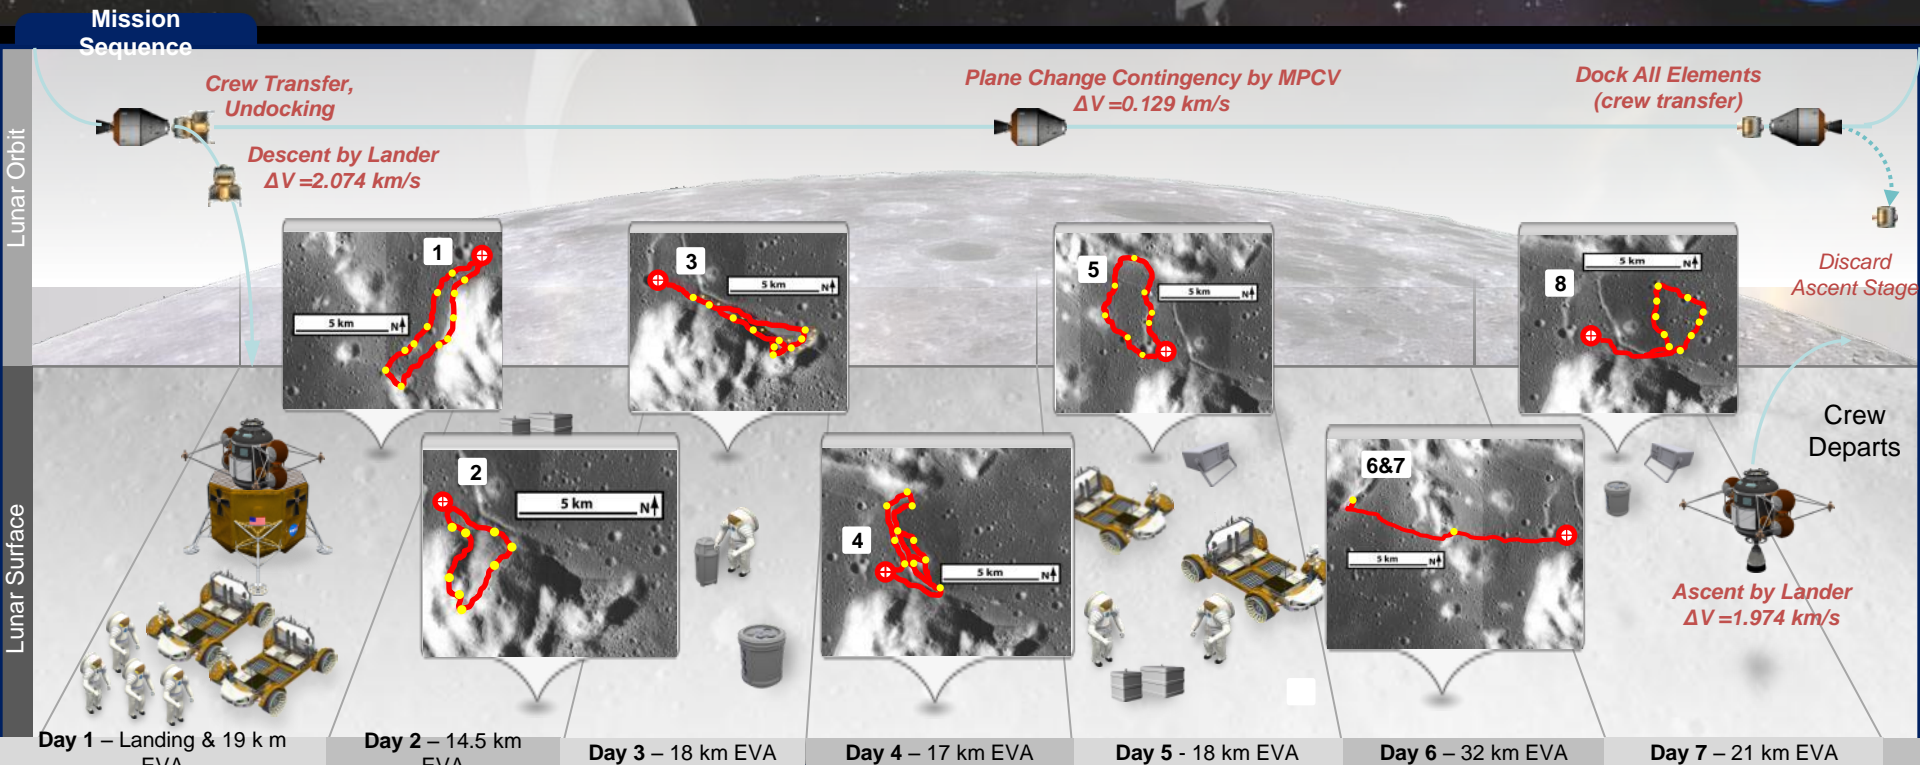 Mission
Sequence
Lunar Orbit
Crew Transfer,
Undocking
Descent by Lander
ΔV =2.074 km/s
Plane Change Contingency by MPCV
ΔV =0.129 km/s
Dock All Elements
(crew transfer)
Discard
Ascent Stage
1
5 km
N
3
5 km
N
5
5 km
N
8
5 km
N
Lunar Surface
2
5 km
N
4
5 km
N
6&7
5 km
N
Crew
Departs
Ascent by Lander
ΔV =1.974 km/s
Day 1 – Landing & 19 k m
EVA
Day 2 – 14.5 km
EVA
Day 3 – 18 km EVA
Day 4 – 17 km EVA
Day 5 - 18 km EVA
Day 6 – 32 km EVA
Day 7 – 21 km EVA